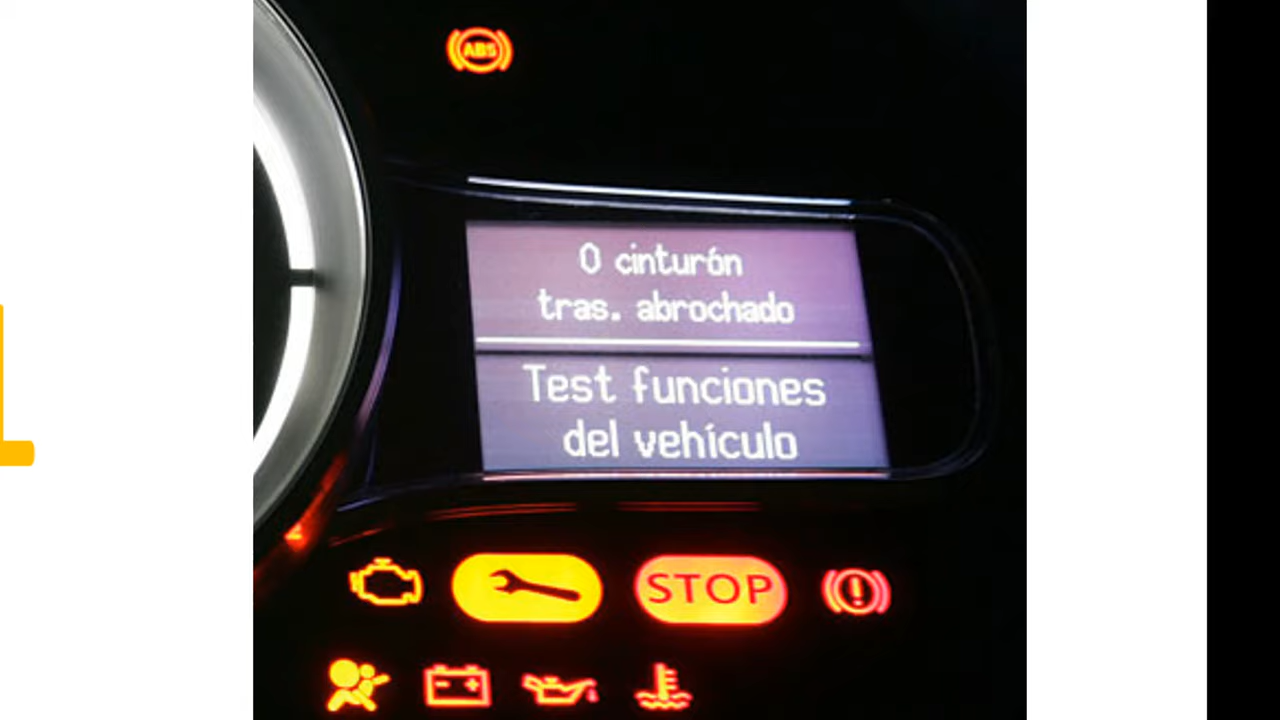 ABS
0 cinturón
tras. abrochado
Test funciones
del vehículo
STOP